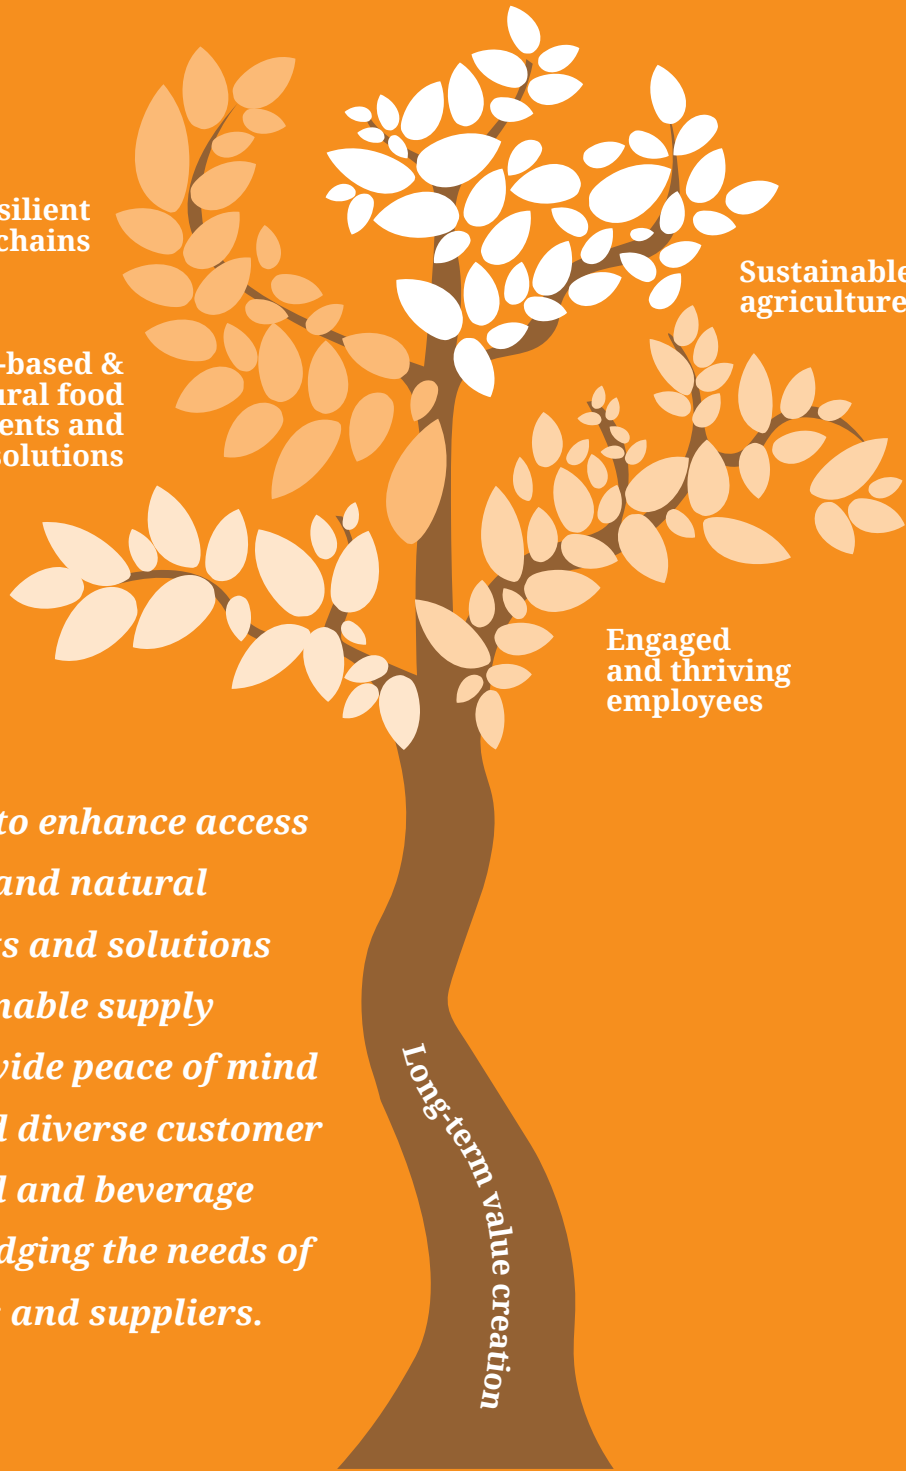 silient
chains
Sustainable
agriculture
-based &
ural food
ents and
solutions
Engaged
and thriving
employees
to enhance access
and natural
s and solutions
nable supply
vide peace of mind
d diverse customer
d and beverage
dging the needs of
and suppliers.
Long-term value creation